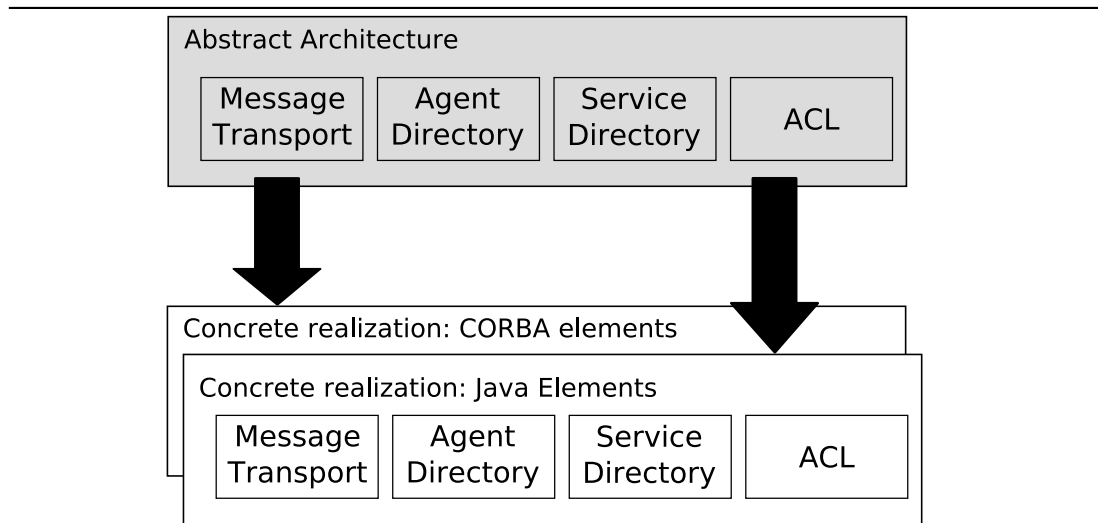 Abstract Architecture
Message
Transport
Agent
Directory
Service
Directory
ACL
Concrete realization: CORBA elements
Concrete realization: Java Elements
Message
Transport
Agent
Directory
Service
Directory
ACL